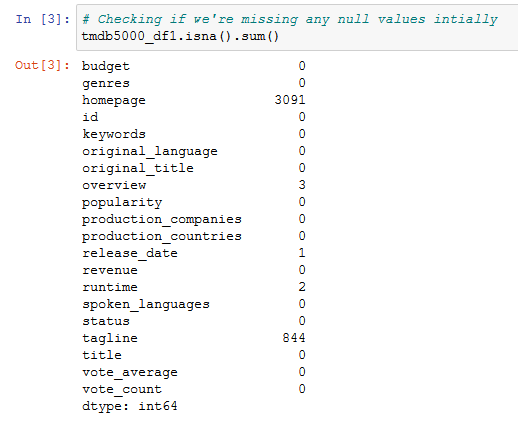 In [3]: # Checking if we're missing any null values intially
tmdb5000_df1.isna().sum()
Out[3]: budget 0
genres 0
homepage 3091
id 0
keywords 0
original_language 0
original_title 0
overview 3
popularity 0
production_companies 0
production_countries 0
release_date 1
revenue 0
runtime 2
spoken_languages 0
status 0
tagline 844
title 0
vote_average 0
vote_count 0
dtype: int64